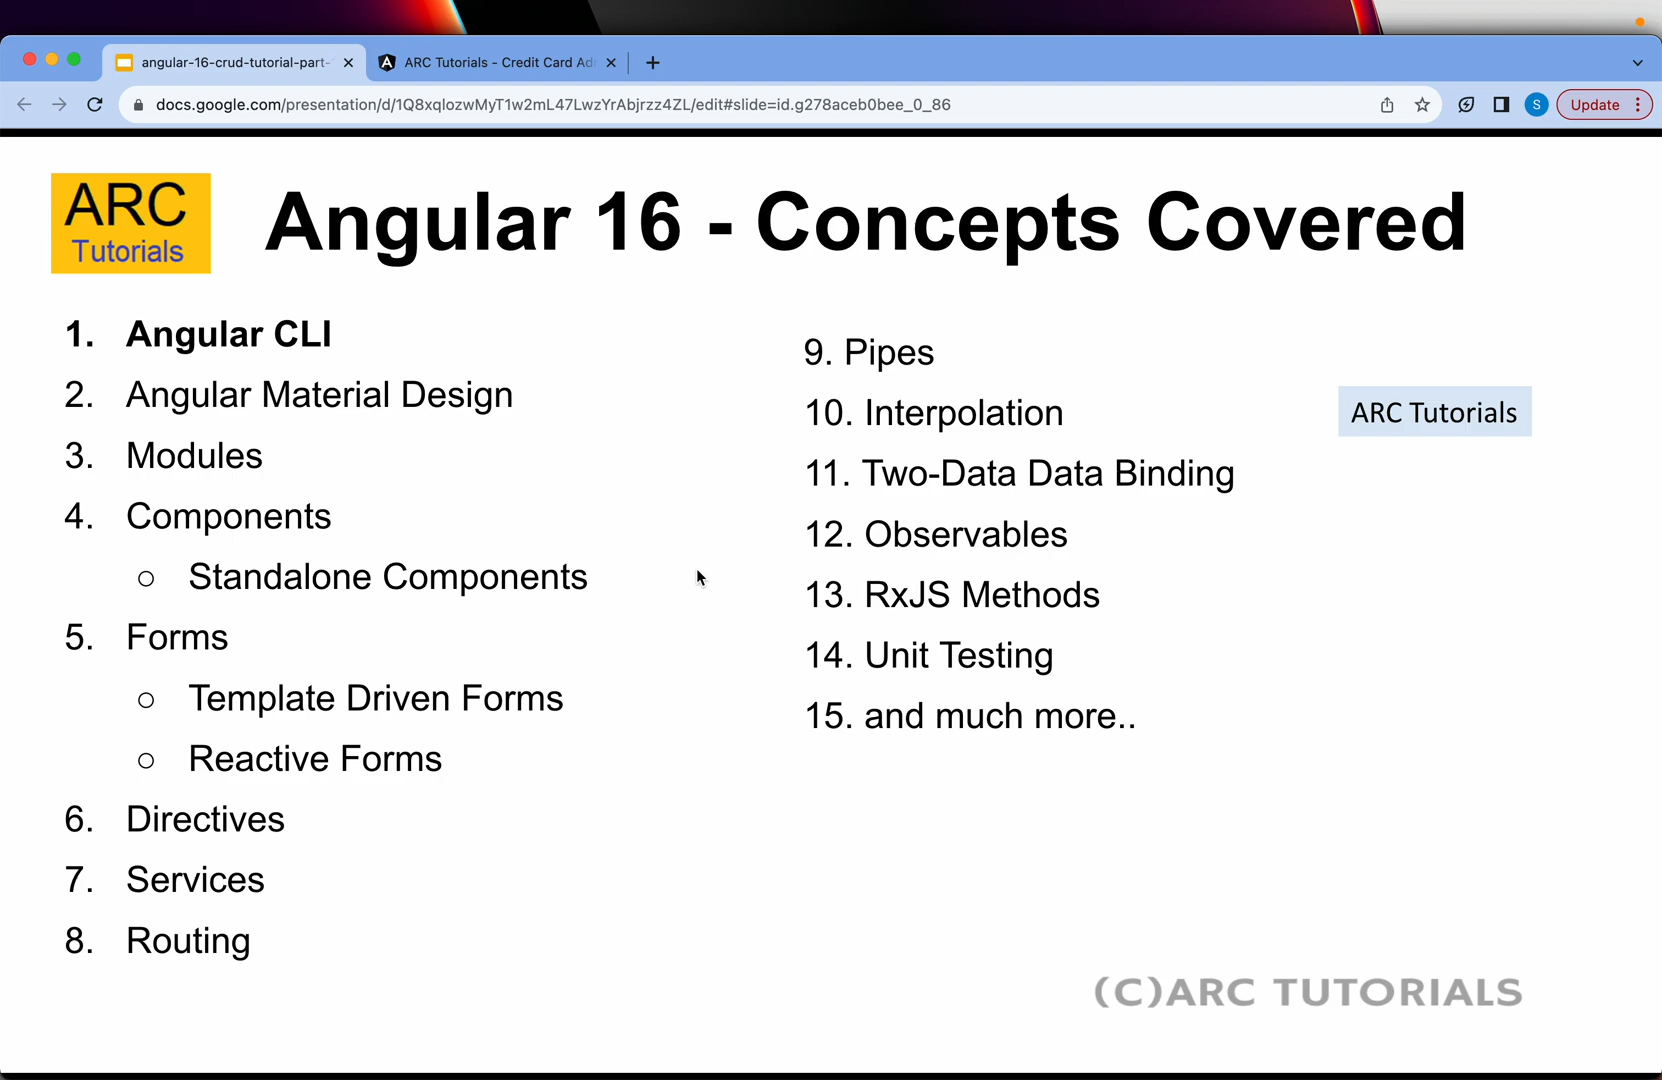 angular-16-crud-tutorial-part-
ARC Tutorials - Credit Card Ad
docs.google.com/presentation/d/1Q8xqlozwMyT1w2mL47LwzYrAbjrzz4ZL/edit#slide=id.g278aceb0bee_0_86
S
Update
ARC
Tutorials
Angular 16 - Concepts Covered
1. Angular CLI
2. Angular Material Design
3. Modules
4. Components
○ Standalone Components
5. Forms
○ Template Driven Forms
○ Reactive Forms
6. Directives
7. Services
8. Routing
9. Pipes
10. Interpolation
11. Two-Data Data Binding
12. Observables
13. RxJS Methods
14. Unit Testing
15. and much more..
ARC Tutorials
(C)ARC TUTORIALS